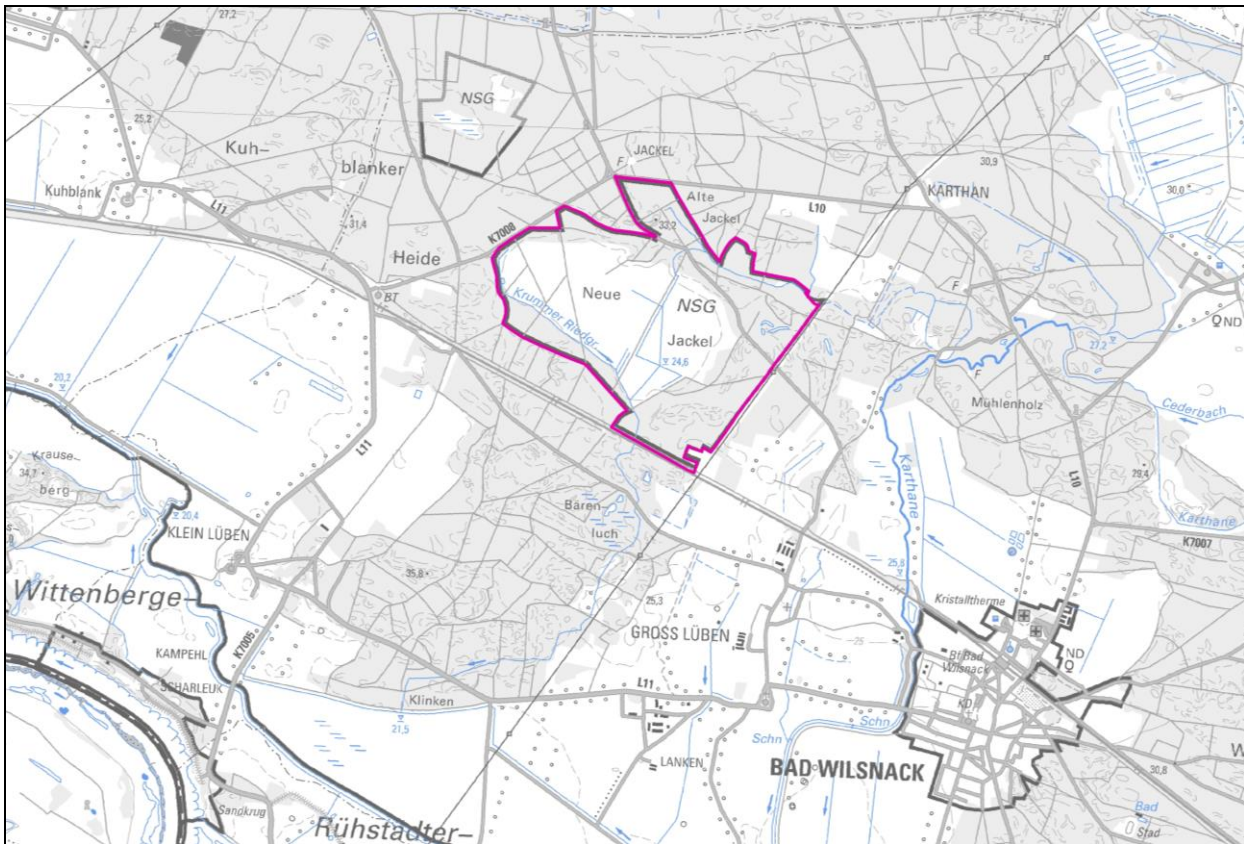 27,2
NSG
25,2
Kuh-
blanker
JACKEL
F
30,9
30,0
Kuhblank
L11
KARTHAN
Alte
Jackel
L10
31,4
33,2
K7008
Heide
BT
Neue
NSG
Jackel
Krummer Riedgr.
24,6
F
ND
27,2
20,2
F
Mühlenholz
Cederbach
L11
Karthane
L10
29,4
Krause-
berg
34,7
20,4
Bären-
luch
Karthane
K7007
KLEIN LÜBEN
25,8
35,8
Wittenberge-
25,3
Kristalltherme
GROSS LÜBEN
25
K7005
KAMPEHL
SCHARLEUK
Bf Bad
Wilsnack
ND
Klinken
L11
KD
21,5
Schn
Schn
LANKEN
BAD WILSNACK
W
30,8
Sandkrug
Rühstädter-
Bad
Stad